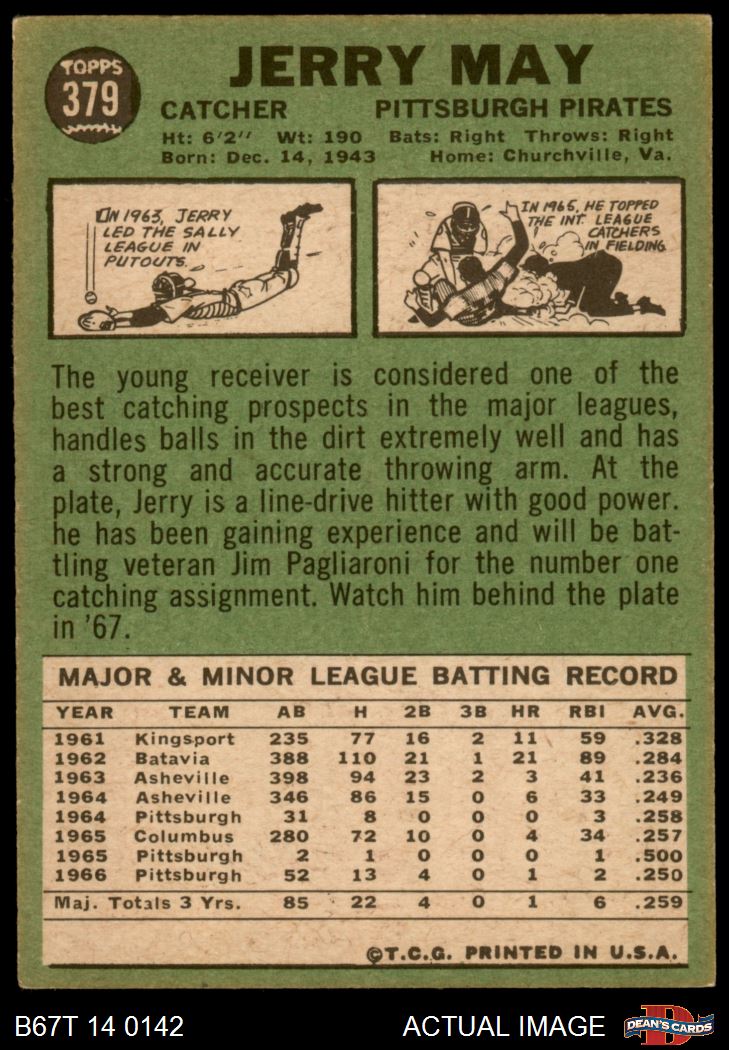 TOPPS
379
JERRY MAY
CATCHER PITTSBURGH PIRATES
Ht: 6'2" Wt: 190 Bats: Right Throws: Right
Born: Dec. 14, 1943 Home: Churchville, Va.
IN 1963, JERRY
LED THE SALLY
LEAGUE IN
PUTOUTS.
IN 1965, HE TOPPED
THE INT. LEAGUE
CATCHERS
IN FIELDING.
The young receiver is considered one of the
best catching prospects in the major leagues,
handles balls in the dirt extremely well and has
a strong and accurate throwing arm. At the
plate, Jerry is a line-drive hitter with good power.
he has been gaining experience and will be bat-
tling veteran Jim Pagliaroni for the number one
catching assignment. Watch him behind the plate
in '67.
MAJOR & MINOR LEAGUE BATTING RECORD
YEAR TEAM AB H 2B 3B HR RBI AVG.
1961 Kingsport 235 77 16 2 11 59 .328
1962 Batavia 388 110 21 1 21 89 .284
1963 Asheville 398 94 23 2 3 41 .236
1964 Asheville 346 86 15 0 6 33 .249
1964 Pittsburgh 31 8 0 0 0 3 .258
1965 Columbus 280 72 10 0 4 34 .257
1965 Pittsburgh 2 1 0 0 0 1 .500
1966 Pittsburgh 52 13 4 0 1 2 .250
Maj. Totals 3 Yrs. 85 22 4 0 1 6 .259
©T.C.G. PRINTED IN U.S.A.
B67T 14 0142 ACTUAL IMAGE
D
DEAN'S CARDS